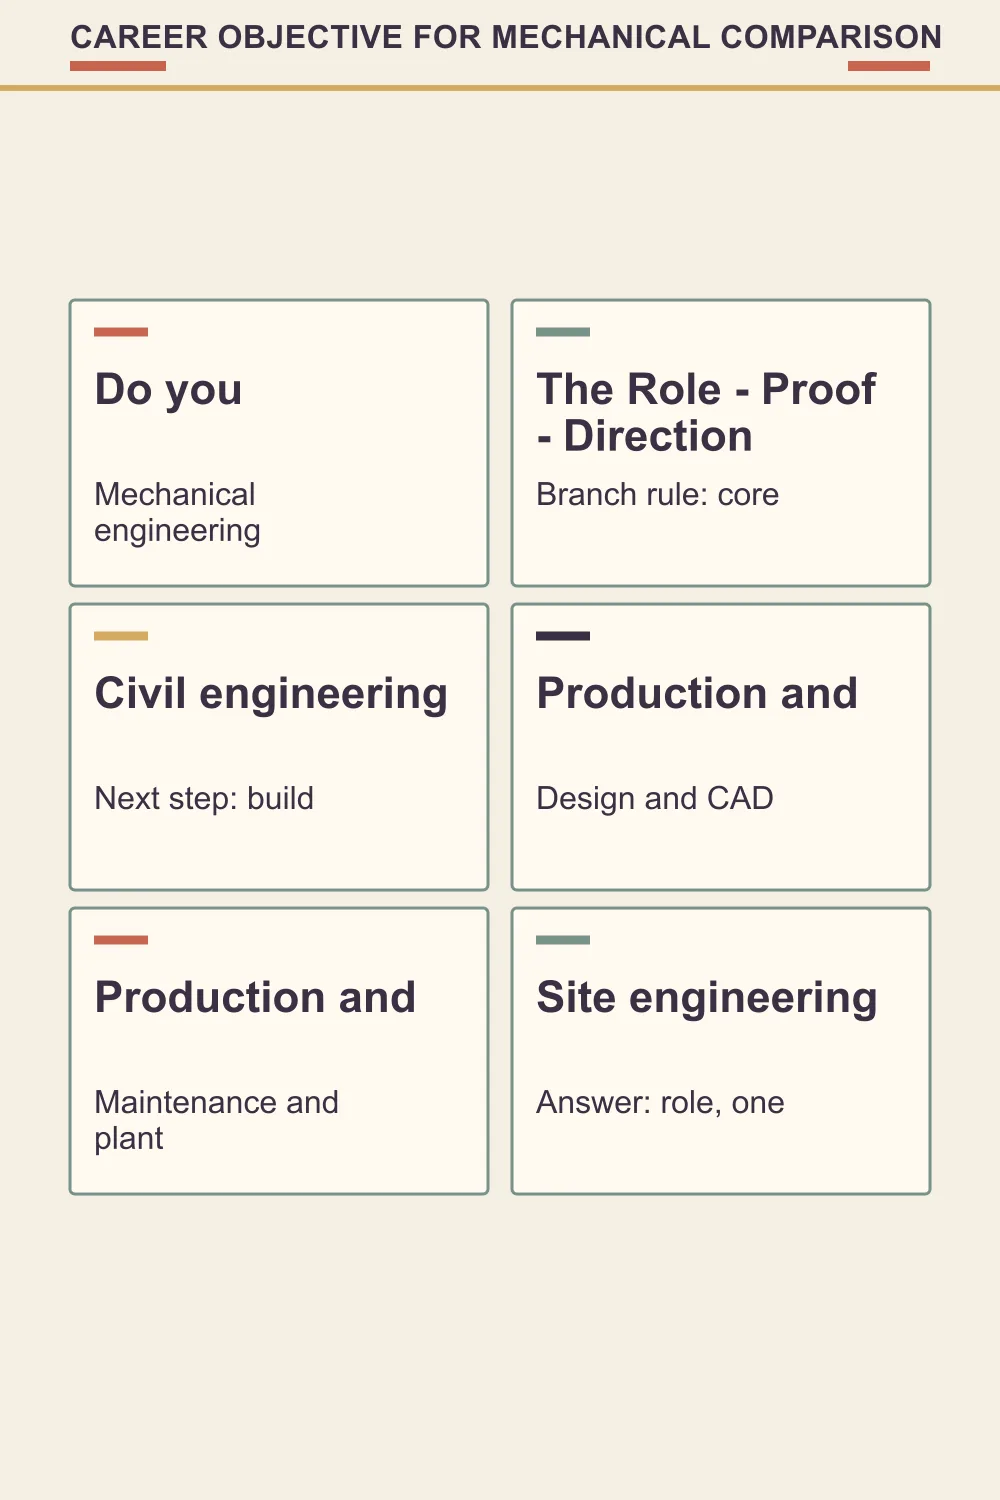 CAREER OBJECTIVE FOR MECHANICAL COMPARISON
Do you
Mechanical
engineering
The Role - Proof
- Direction
Branch rule: core
Civil engineering
Next step: build
Production and
Design and CAD
Production and
Maintenance and
plant
Site engineering
Answer: role, one